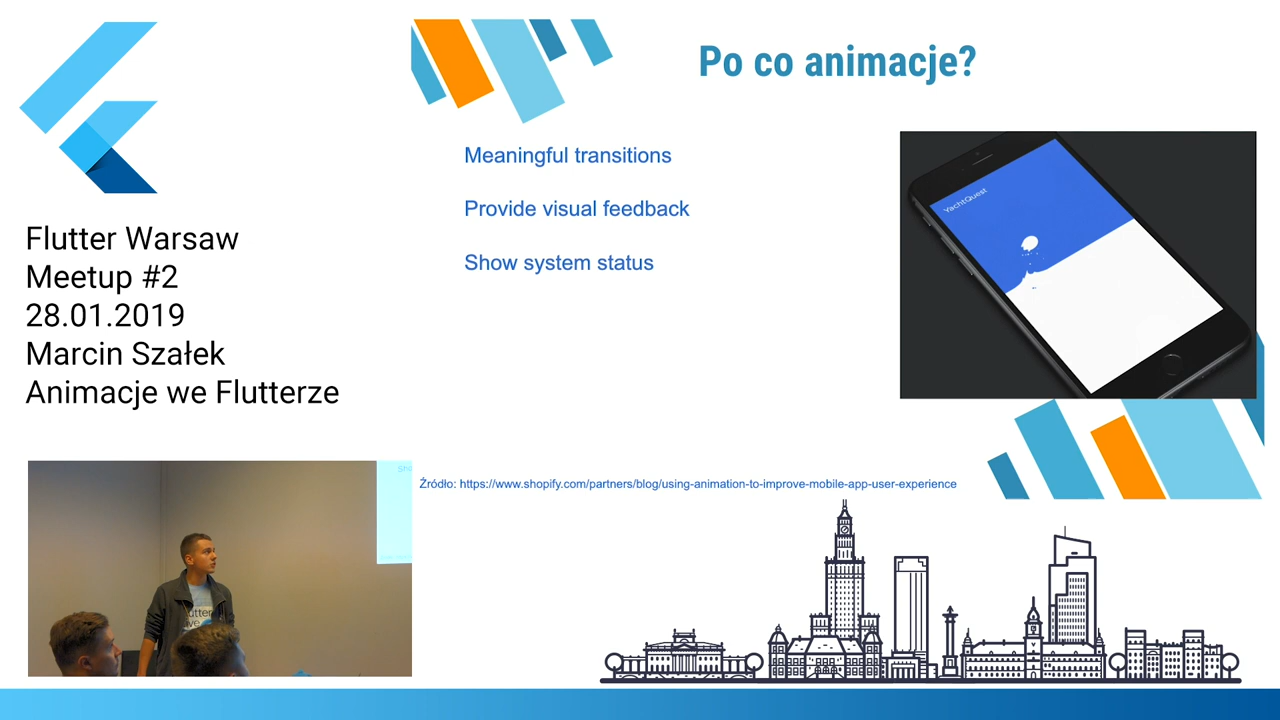 Flutter Warsaw
Meetup #2
28.01.2019
Marcin Szałek
Animacje we Flutterze
Po co animacje?
Meaningful transitions
Provide visual feedback
Show system status
YachtQuest
Źródło: https://www.shopify.com/partners/blog/using-animation-to-improve-mobile-app-user-experience